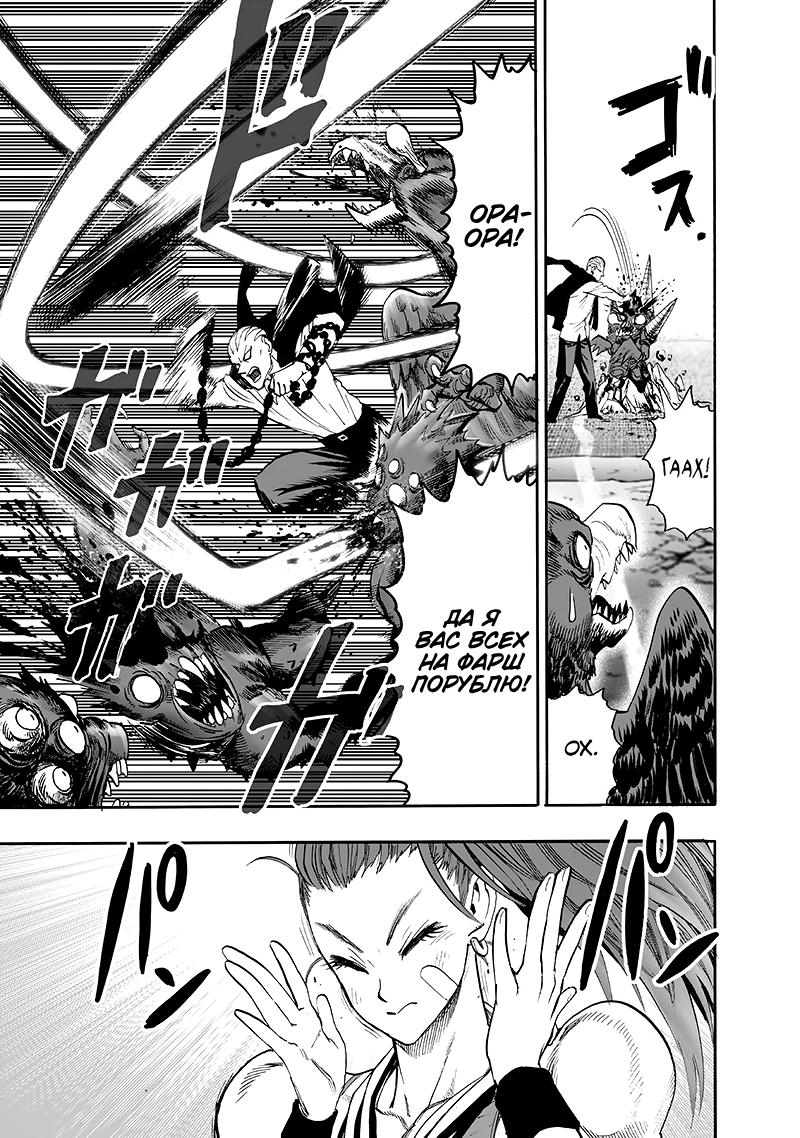 ゴス.
ГААХ!
ОХ.
ОРА-
ОРА!
ДА Я
ВАС ВСЕХ
НА ФАРШ
ПОРУБЛЮ!
ド
ガガガガ
パン
パン